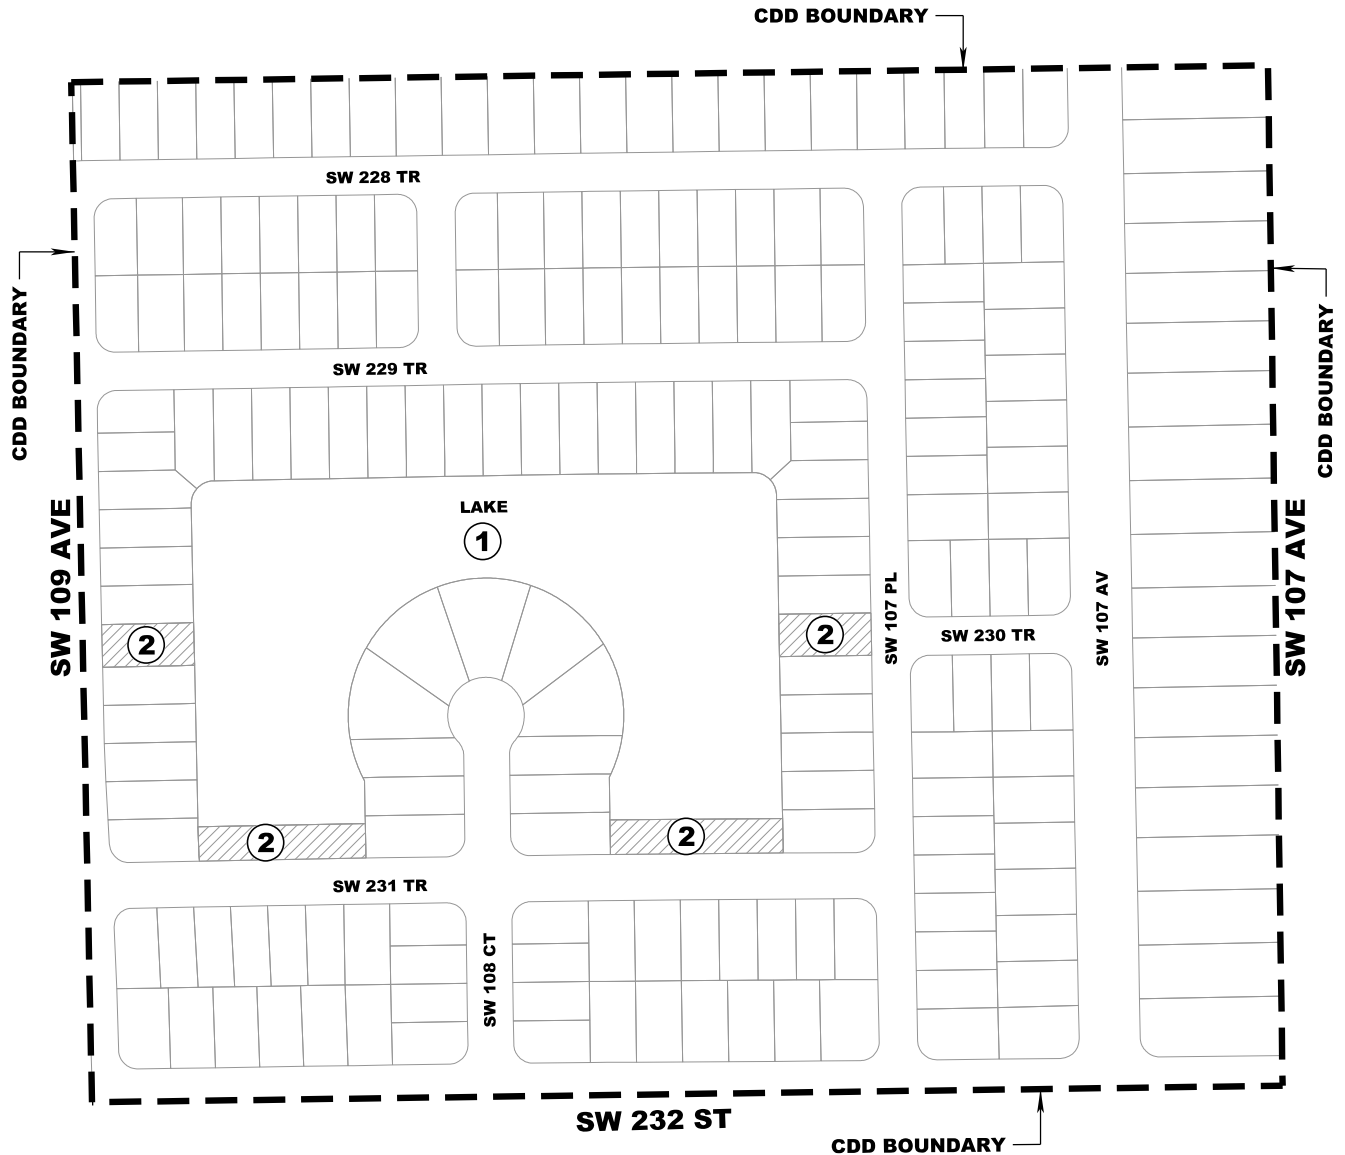 CDD BOUNDARY
SW 228 TR
CDD BOUNDARY
CDD BOUNDARY
SW 229 TR
LAKE
1
SW 109 AVE
SW 107 AVE
SW 107 PL
SW 107 AV
2
2
SW 230 TR
2
2
SW 231 TR
SW 108 CT
SW 232 ST
CDD BOUNDARY